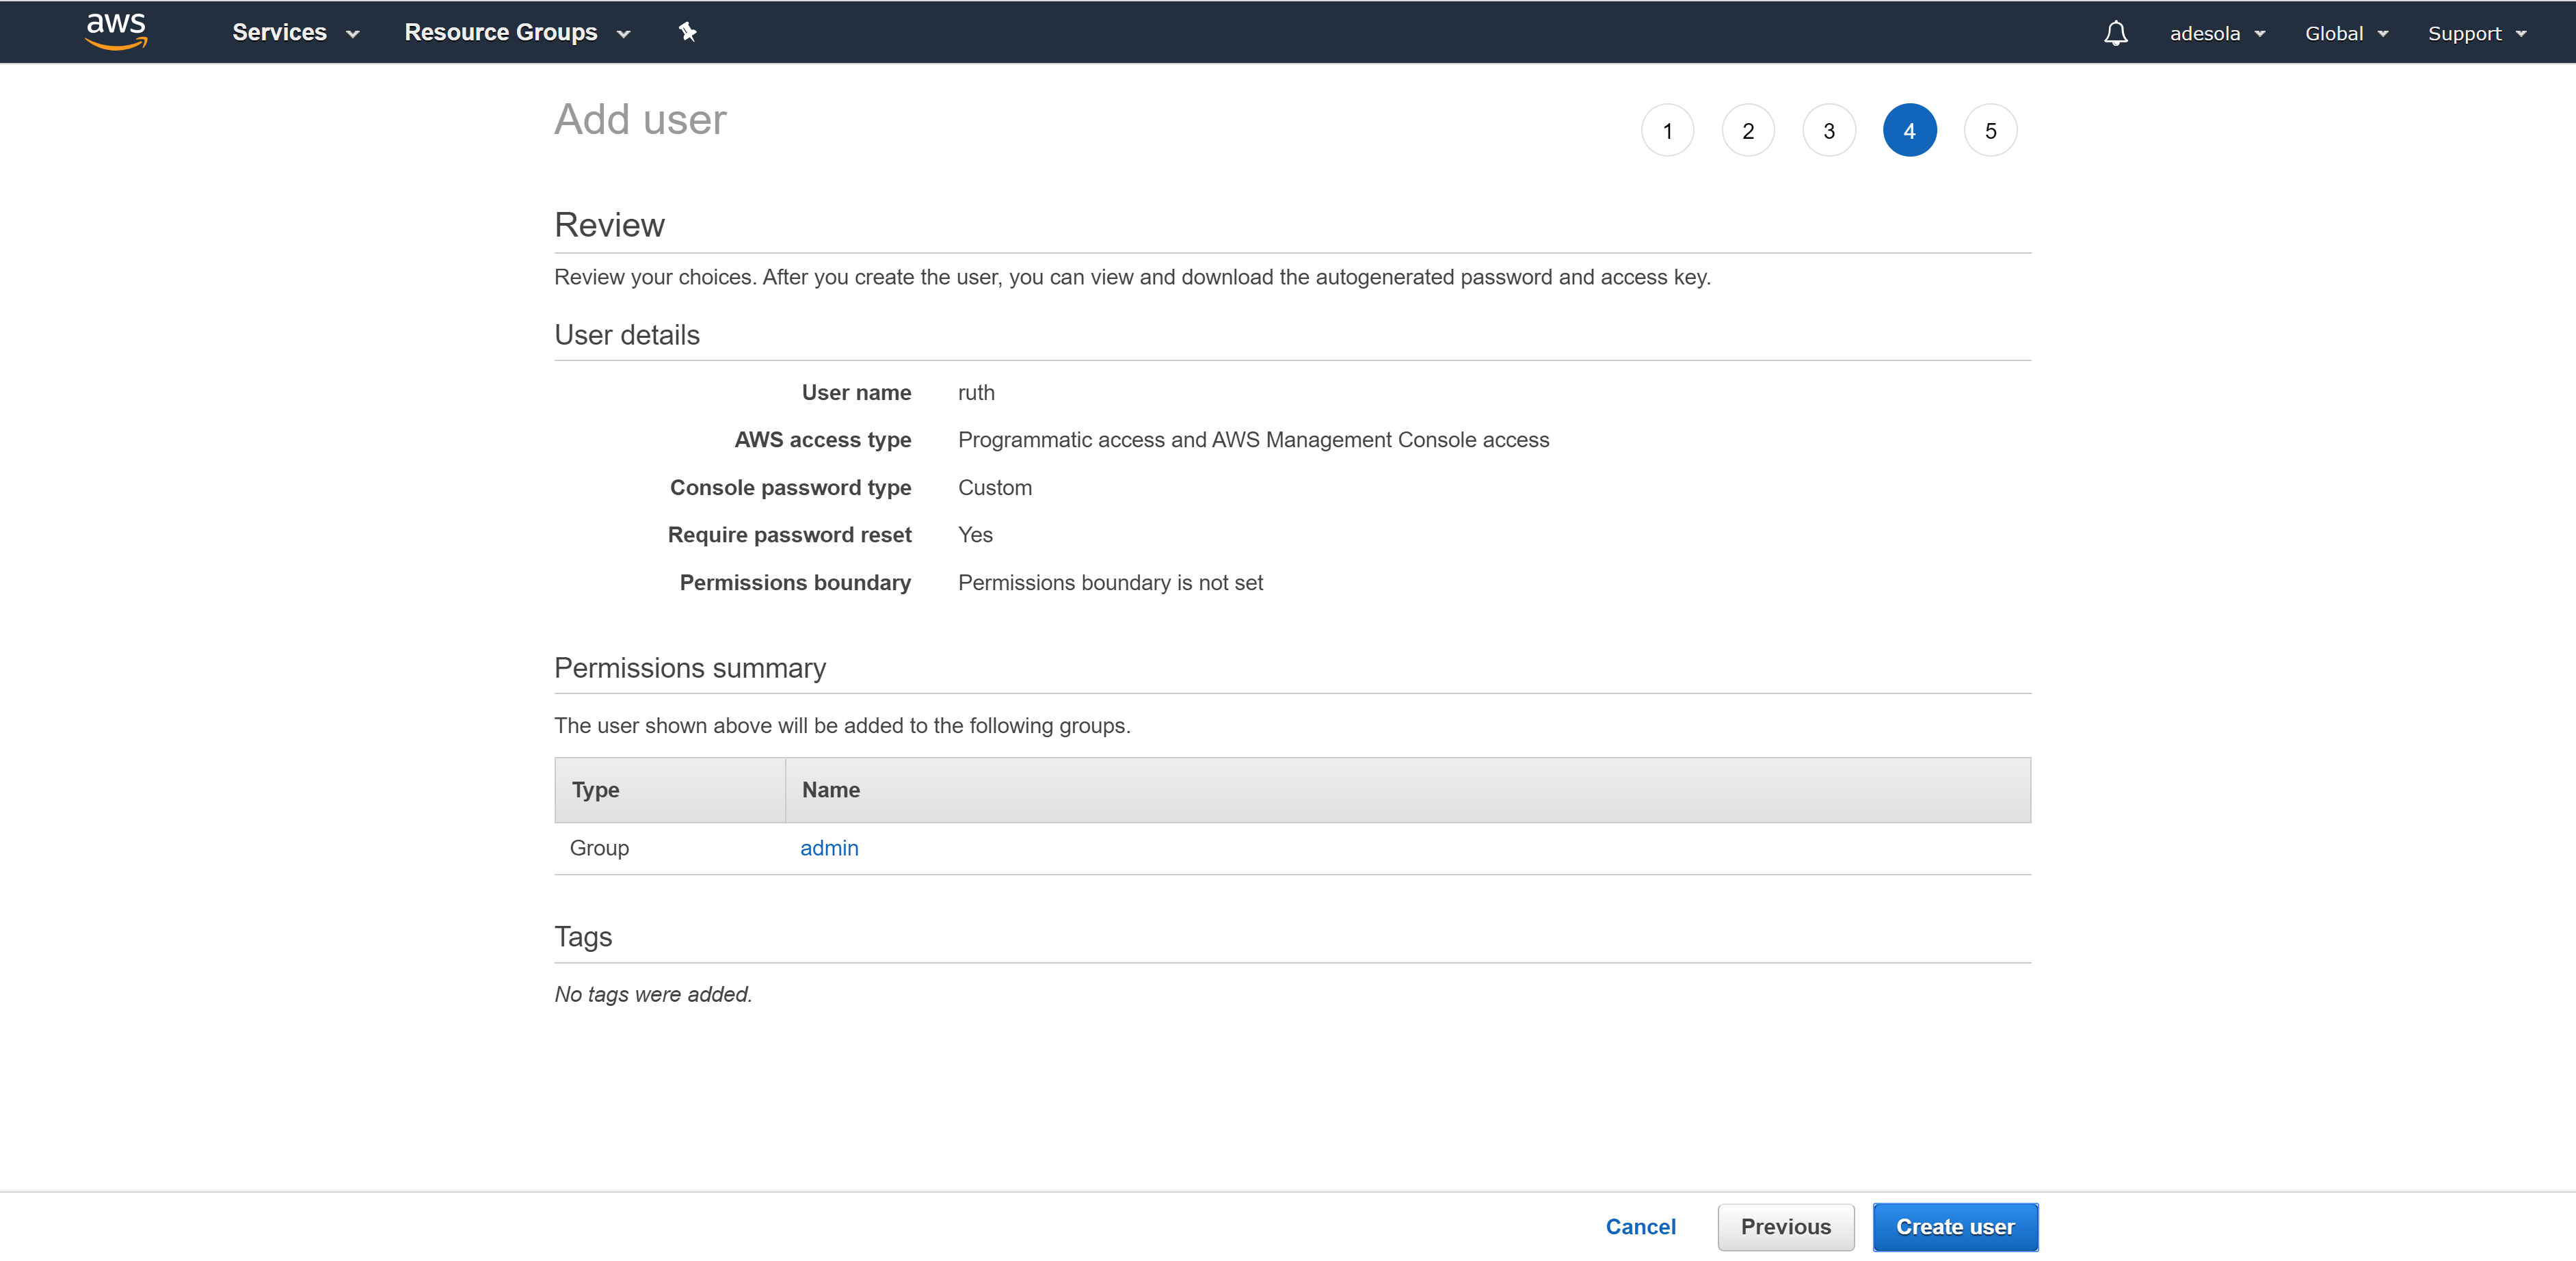 aws Services Resource Groups adesola Global Support
Add user 1 2 3 4 5
Review
Review your choices. After you create the user, you can view and download the autogenerated password and access key.
User details
User name ruth
AWS access type Programmatic access and AWS Management Console access
Console password type Custom
Require password reset Yes
Permissions boundary Permissions boundary is not set
Permissions summary
The user shown above will be added to the following groups.
Type Name
Group admin
Tags
No tags were added.
Cancel Previous Create user